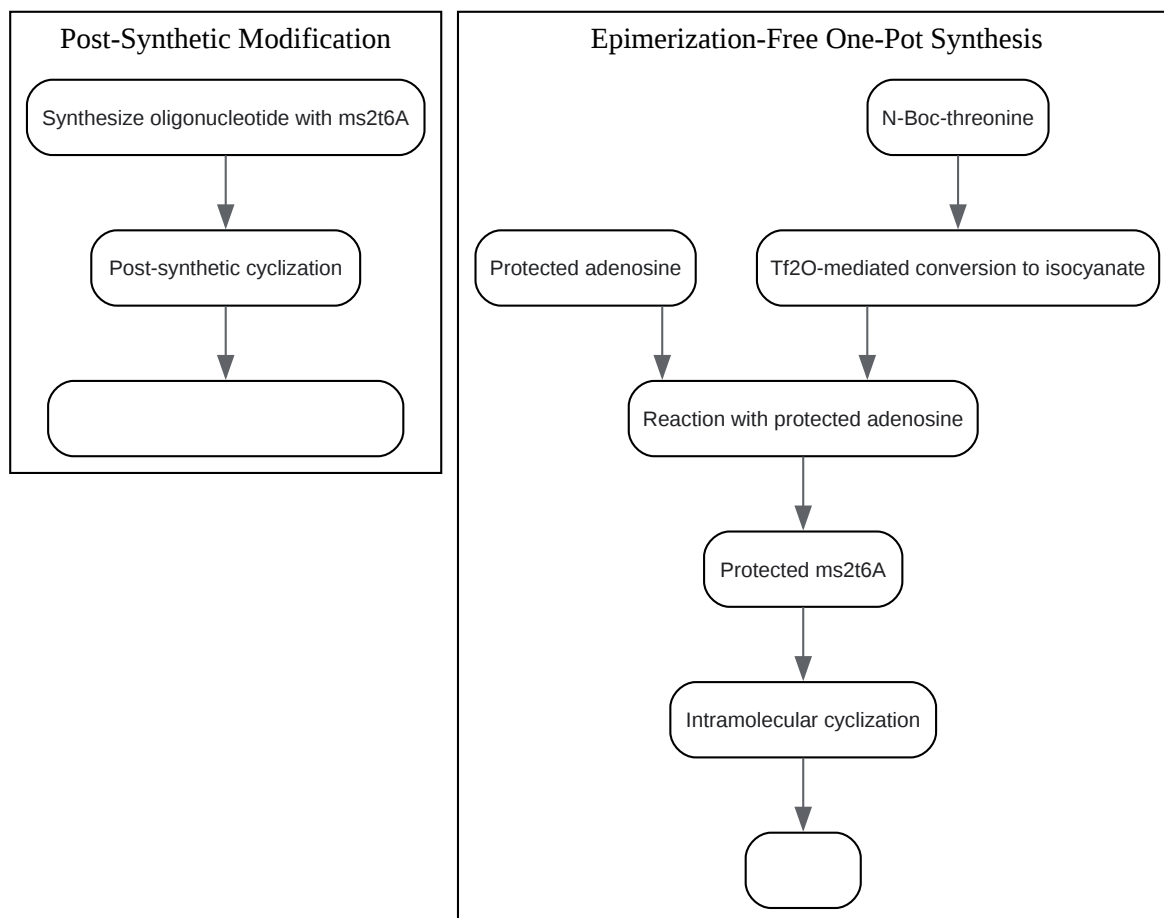 Post-Synthetic Modification
Synthesize oligonucleotide with ms2t6A
Post-synthetic cyclization
Epimerization-Free One-Pot Synthesis
N-Boc-threonine
Protected adenosine
Tf2O-mediated conversion to isocyanate
Reaction with protected adenosine
Protected ms2t6A
Intramolecular cyclization